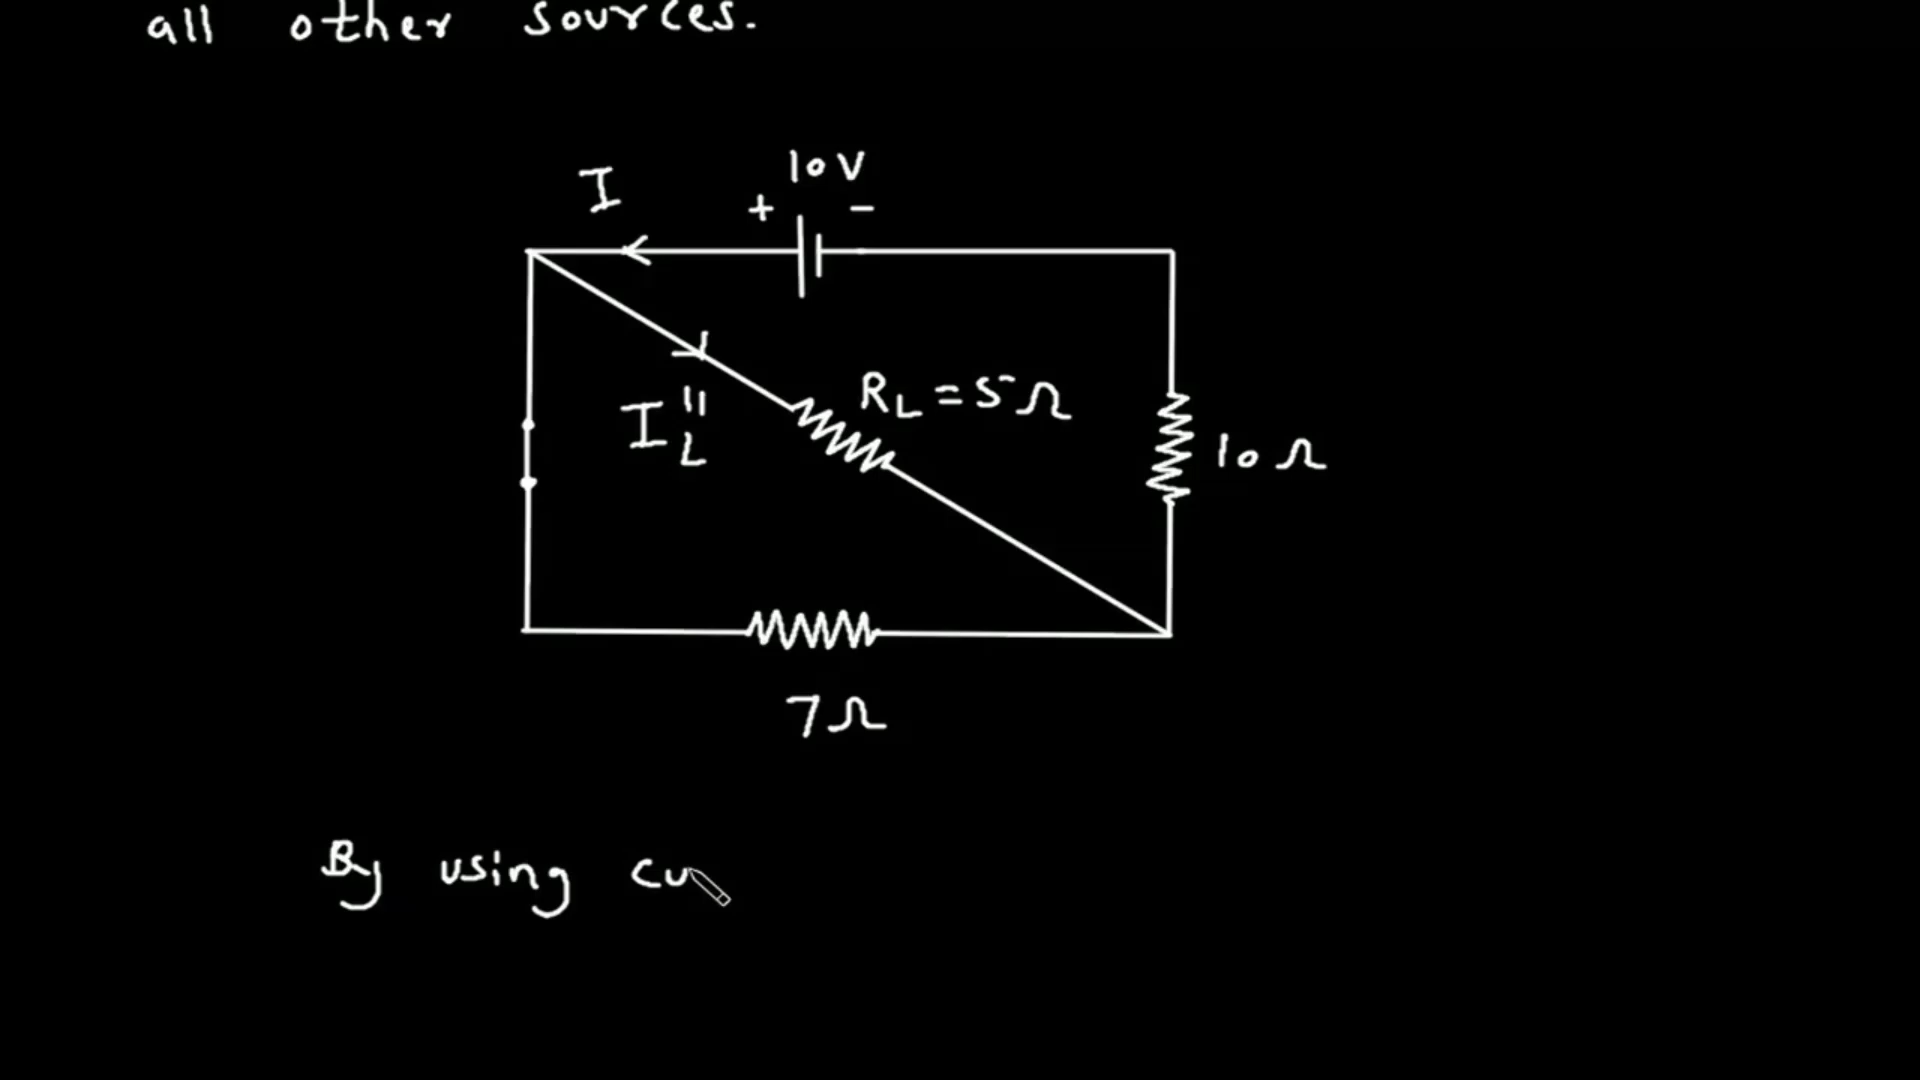 all other sources.
10V
I
+ -
R_L = 5Ω
I_L"
10Ω
7Ω
By using cu